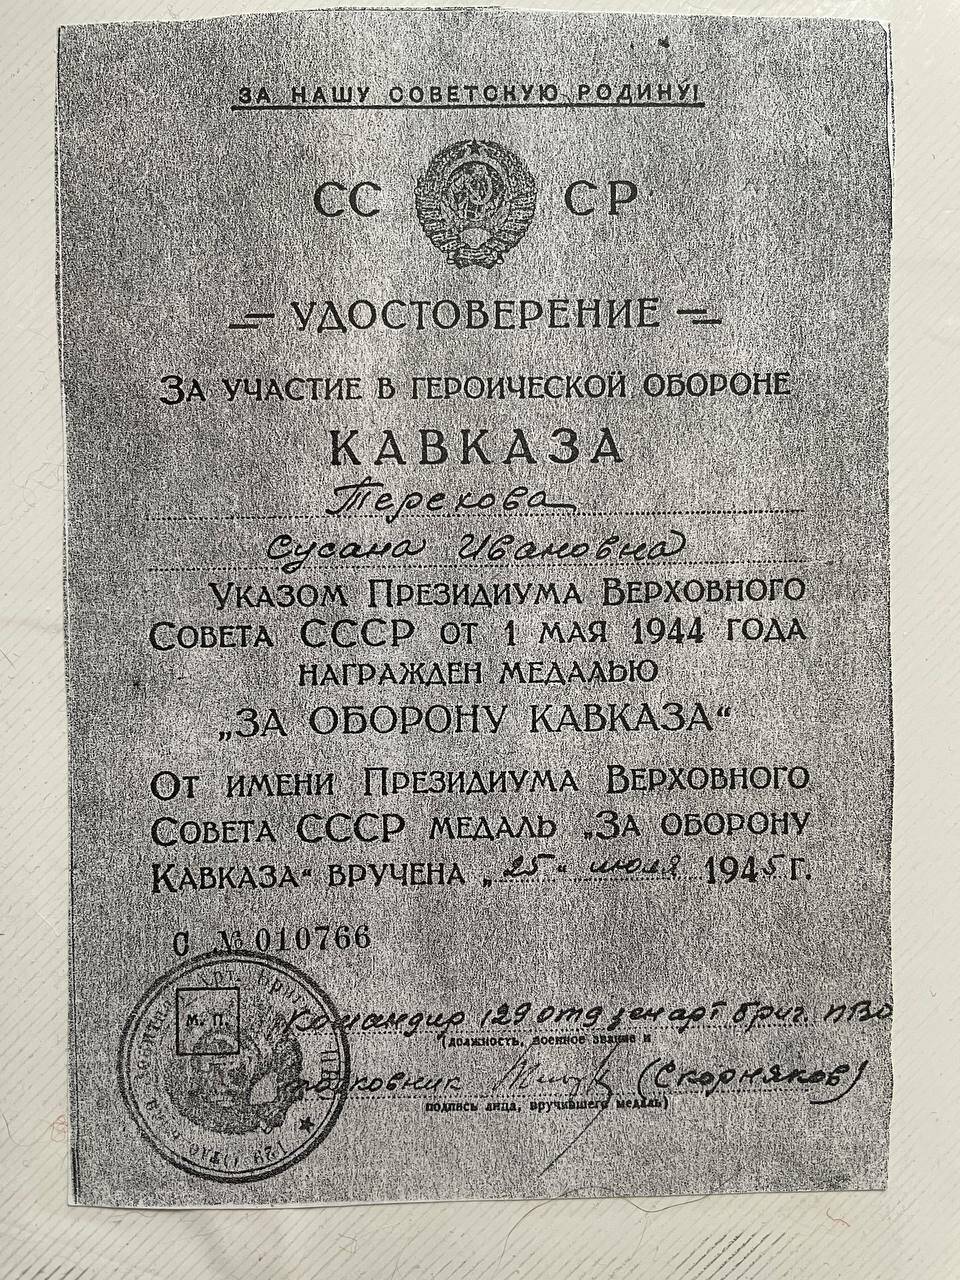 ЗА НАШУ СОВЕТСКУЮ РОДИНУ!
СС СР
УДОСТОВЕРЕНИЕ
ЗА УЧАСТИЕ В ГЕРОИЧЕСКОЙ ОБОРОНЕ
КАВКАЗА
Терехова
Сусана Ивановна
УКАЗОМ ПРЕЗИДИУМА ВЕРХОВНОГО
СОВЕТА СССР ОТ 1 МАЯ 1944 ГОДА
НАГРАЖДЕН МЕДАЛЬЮ
„ЗА ОБОРОНУ КАВКАЗА“
ОТ ИМЕНИ ПРЕЗИДИУМА ВЕРХОВНОГО
СОВЕТА СССР МЕДАЛЬ „ЗА ОБОРОНУ
КАВКАЗА“ ВРУЧЕНА „25“ июля 1945 Г.
С № 010766
М. П.
Командир 129 отд зен арт бриг. ПВО
(должность, военное звание и
полковник (Скорняков)
подпись лица, вручившего медаль)